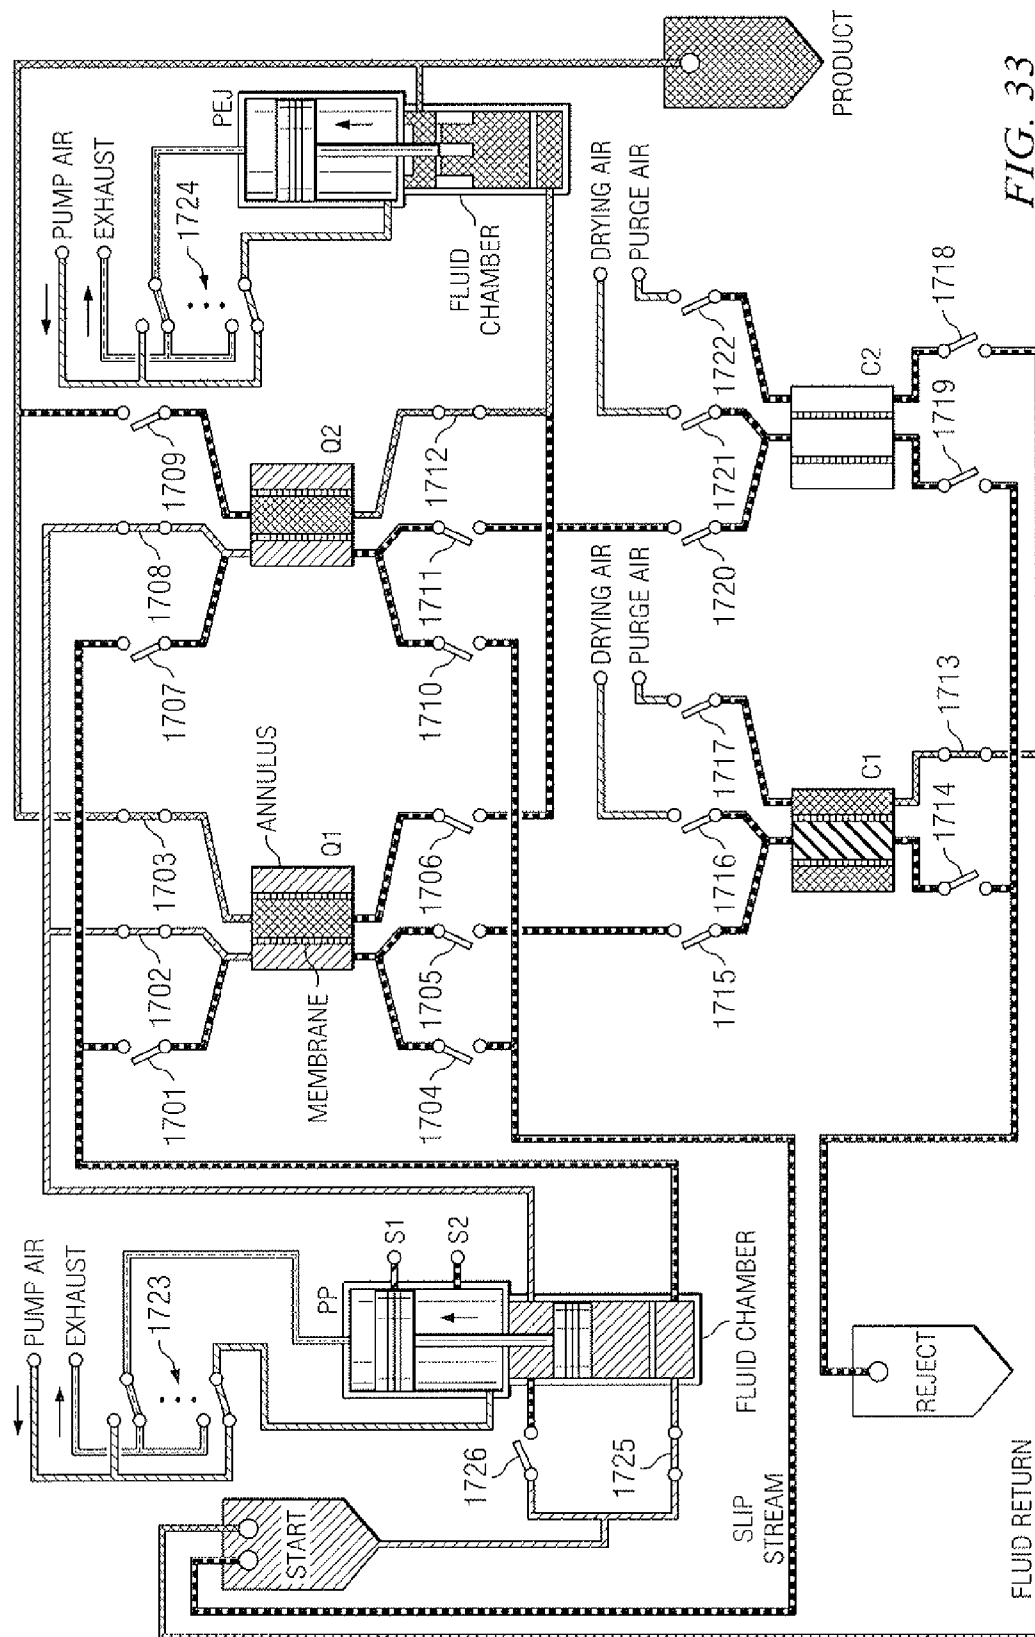 PUMP AIR
EXHAUST
1723
START
PP
S1
S2
1726
1725
SLIP
STREAM
FLUID CHAMBER
REJECT
FLUID RETURN
1701
1702
1703
MEMBRANE
ANNULUS
Q1
1704
1705
1706
1707
1708
1709
Q2
1710
1711
1712
PUMP AIR
EXHAUST
1724
PEJ
FLUID
CHAMBER
PRODUCT
DRYING AIR
PURGE AIR
1715
1716
1717
C1
1714
1713
DRYING AIR
PURGE AIR
1720
1721
1722
C2
1719
1718
FIG. 33